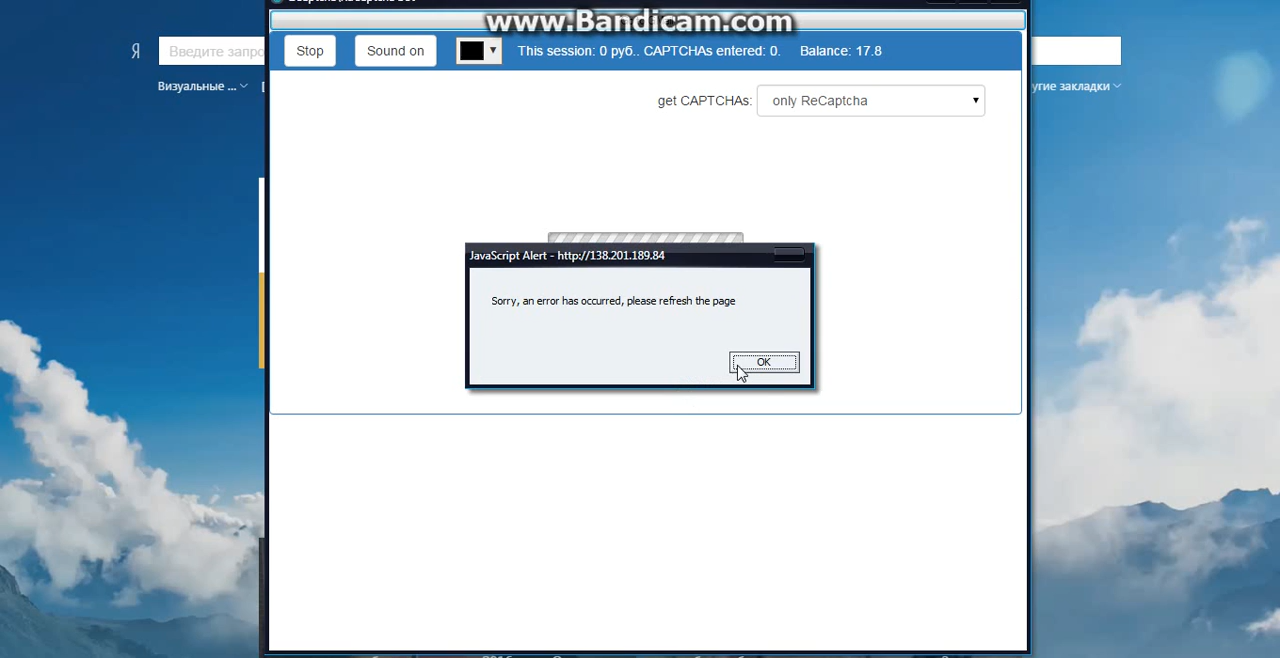 www.Bandicam.com
Я
Введите запро
Stop
Sound on
This session: 0 руб.. CAPTCHAs entered: 0.
Balance: 17.8
Визуальные ...
угие закладки
get CAPTCHAs:
only ReCaptcha
JavaScript Alert - http://138.201.189.84
Sorry, an error has occurred, please refresh the page
OK